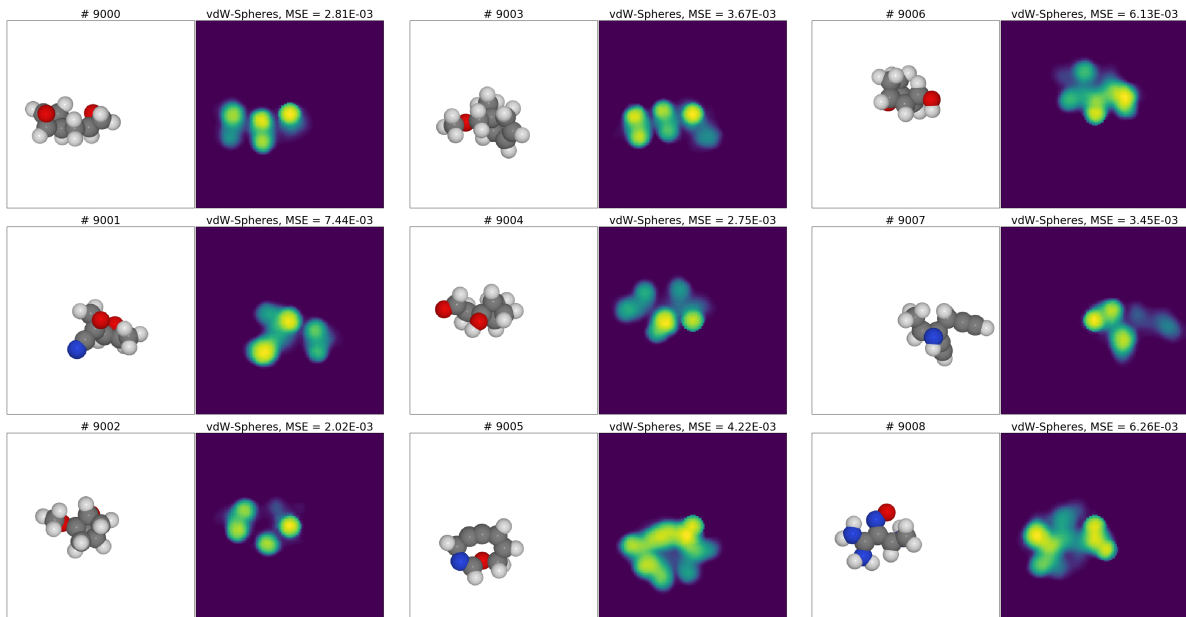 # 9000
vdW-Spheres, MSE = 2.81E-03
# 9003
vdW-Spheres, MSE = 3.67E-03
# 9006
vdW-Spheres, MSE = 6.13E-03
# 9001
vdW-Spheres, MSE = 7.44E-03
# 9004
vdW-Spheres, MSE = 2.75E-03
# 9007
vdW-Spheres, MSE = 3.45E-03
# 9002
vdW-Spheres, MSE = 2.02E-03
# 9005
vdW-Spheres, MSE = 4.22E-03
# 9008
vdW-Spheres, MSE = 6.26E-03